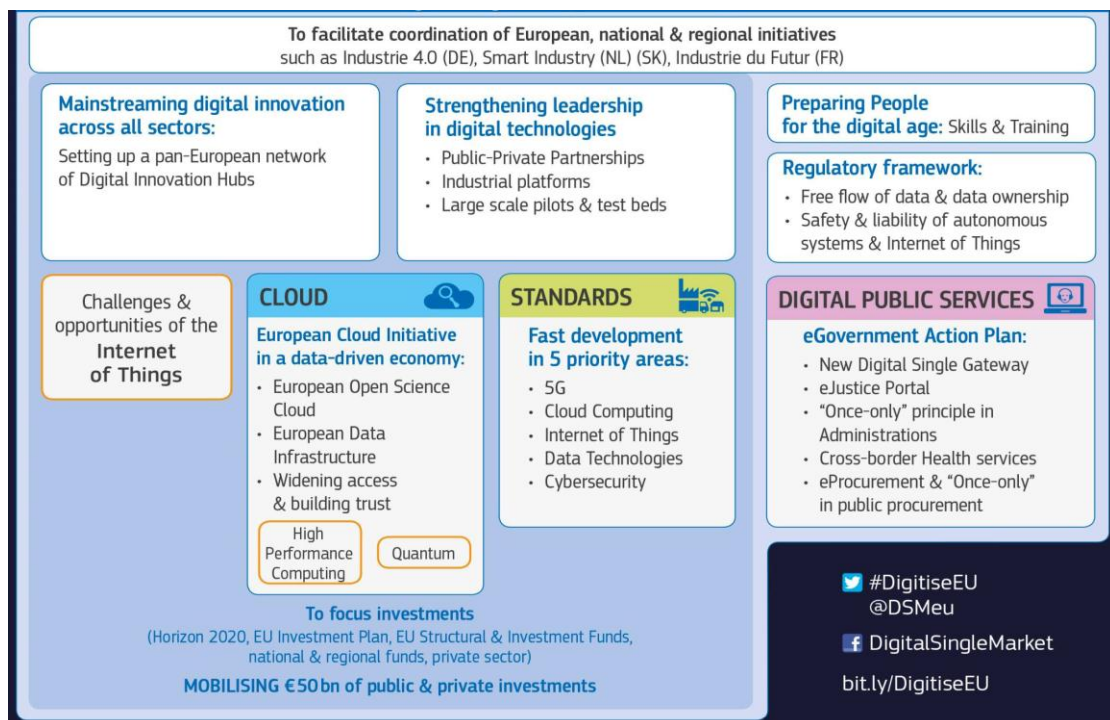 To facilitate coordination of European, national & regional initiatives
such as Industrie 4.0 (DE), Smart Industry (NL) (SK), Industrie du Futur (FR)
Mainstreaming digital innovation
across all sectors:
Setting up a pan-European network
of Digital Innovation Hubs
Strengthening leadership
in digital technologies
• Public-Private Partnerships
• Industrial platforms
• Large scale pilots & test beds
Preparing People
for the digital age: Skills & Training
Regulatory framework:
• Free flow of data & data ownership
• Safety & liability of autonomous
systems & Internet of Things
Challenges &
opportunities of the
Internet
of Things
CLOUD
European Cloud Initiative
in a data-driven economy:
• European Open Science
Cloud
• European Data
Infrastructure
• Widening access
& building trust
High
Performance
Computing
Quantum
STANDARDS
Fast development
in 5 priority areas:
• 5G
• Cloud Computing
• Internet of Things
• Data Technologies
• Cybersecurity
DIGITAL PUBLIC SERVICES
eGovernment Action Plan:
• New Digital Single Gateway
• eJustice Portal
• “Once-only” principle in
Administrations
• Cross-border Health services
• eProcurement & “Once-only”
in public procurement
To focus investments
(Horizon 2020, EU Investment Plan, EU Structural & Investment Funds,
national & regional funds, private sector)
MOBILISING €50bn of public & private investments
#DigitiseEU
@DSMeu
DigitalSingleMarket
bit.ly/DigitiseEU